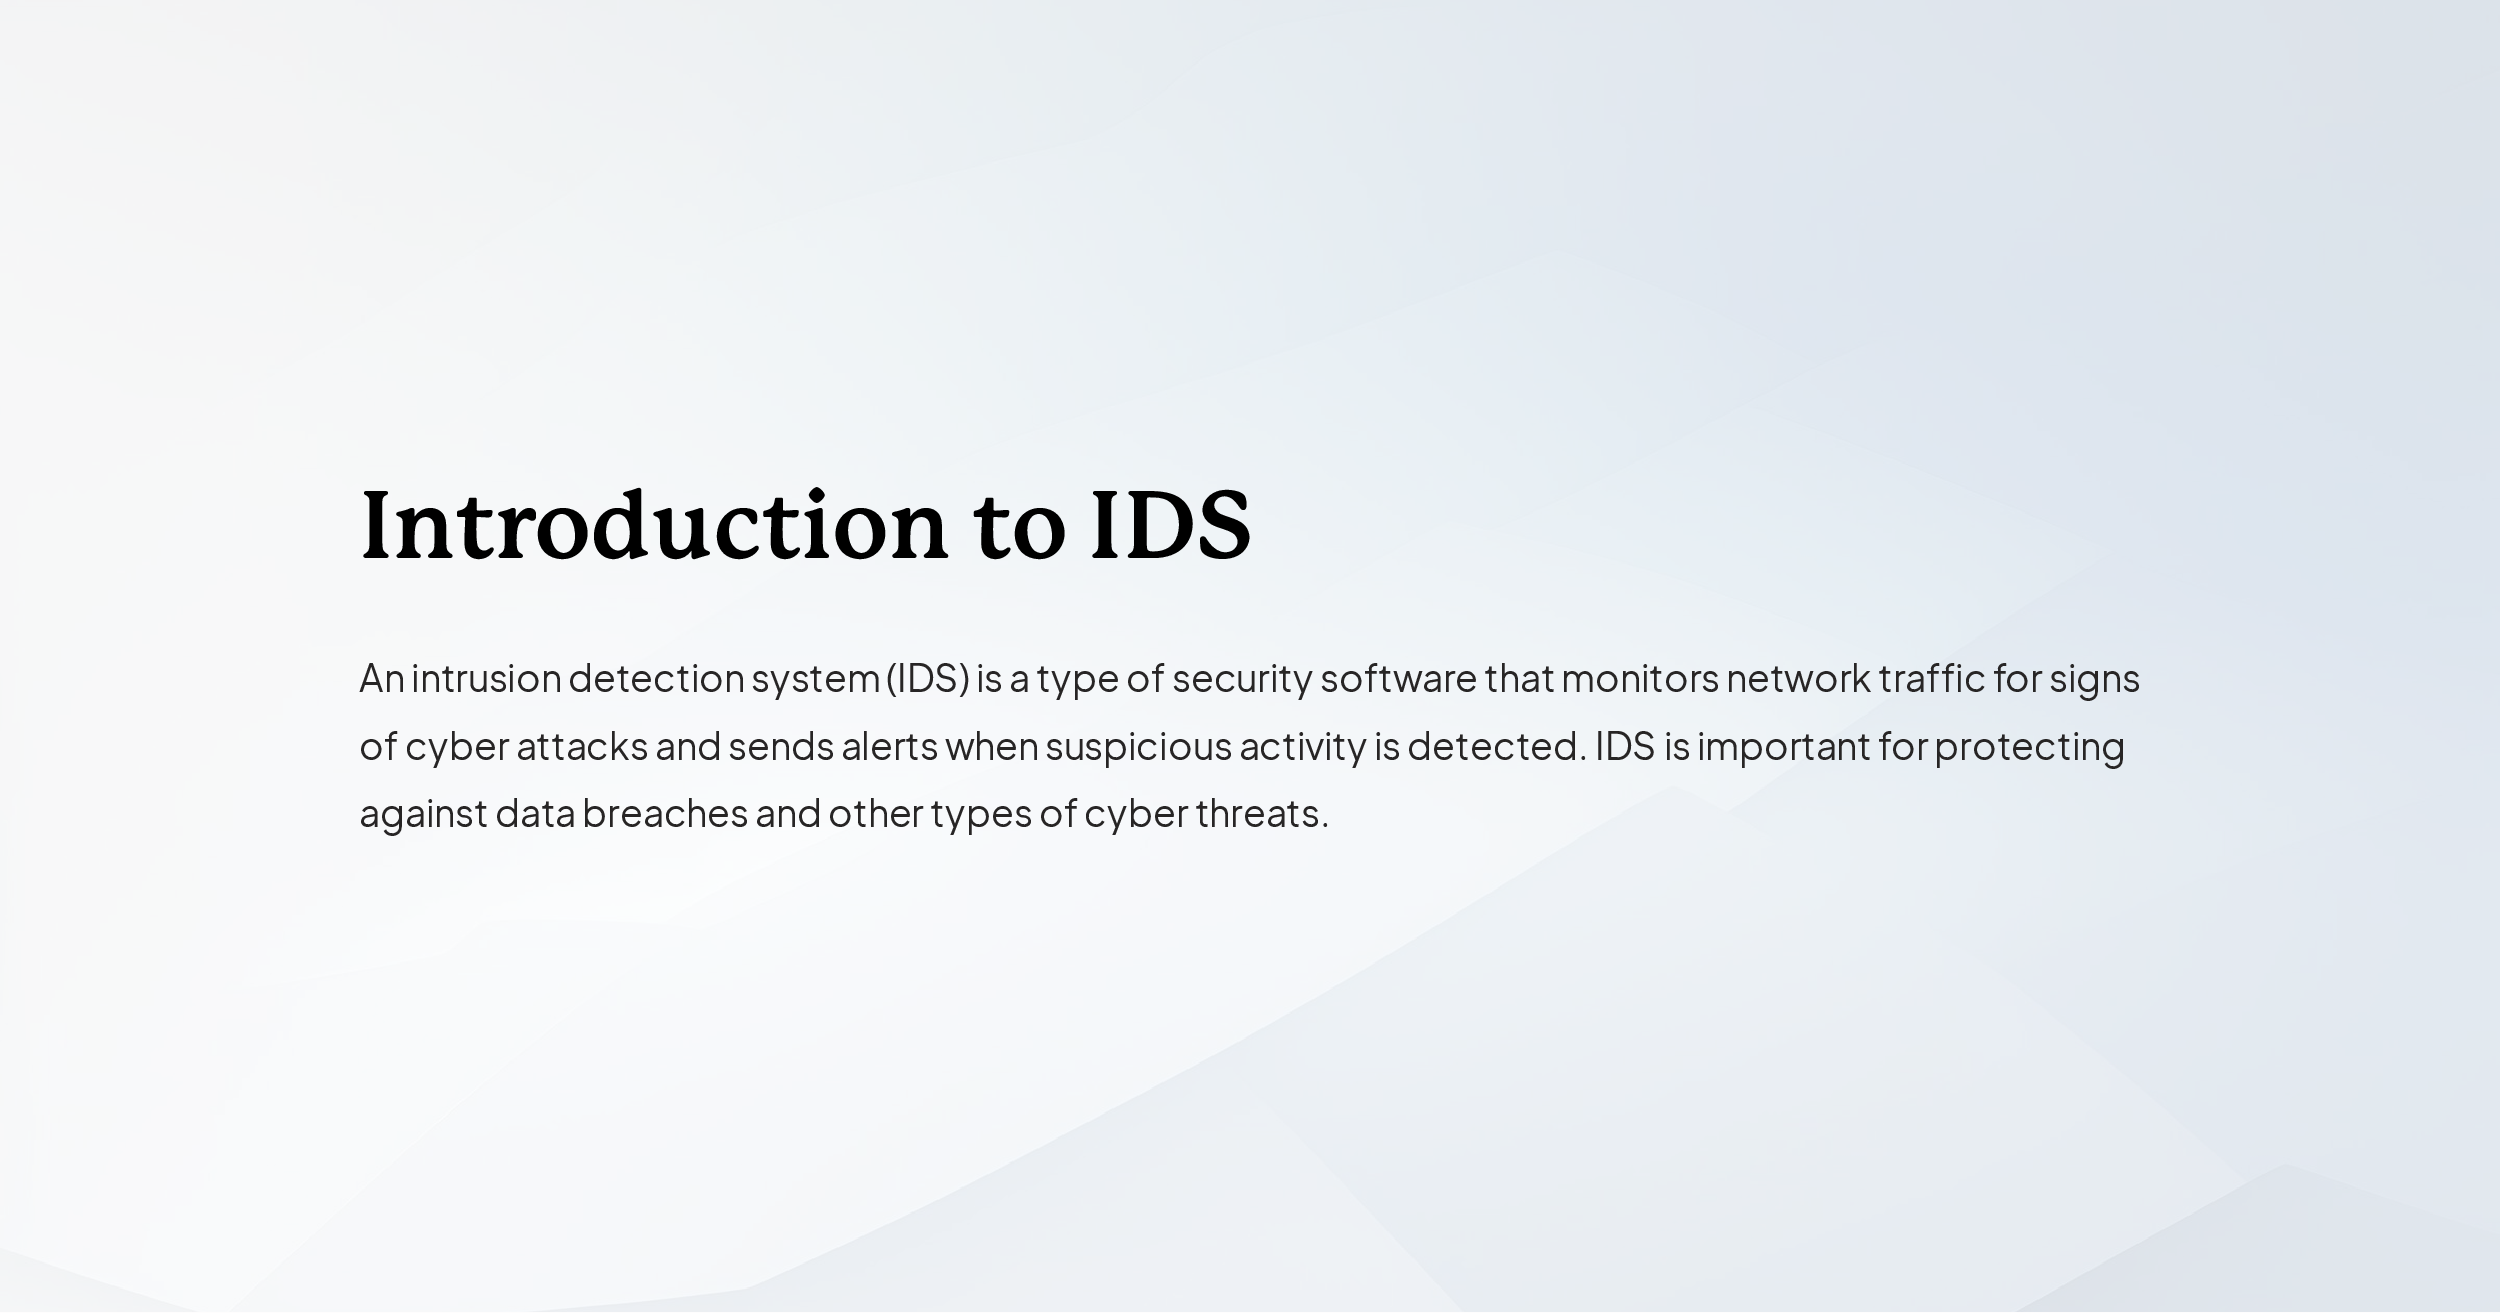 Introduction to IDS
An intrusion detection system (IDS) is a type of security software that monitors network traffic for signs
of cyber attacks and sends alerts when suspicious activity is detected. IDS is important for protecting
against data breaches and other types of cyber threats.